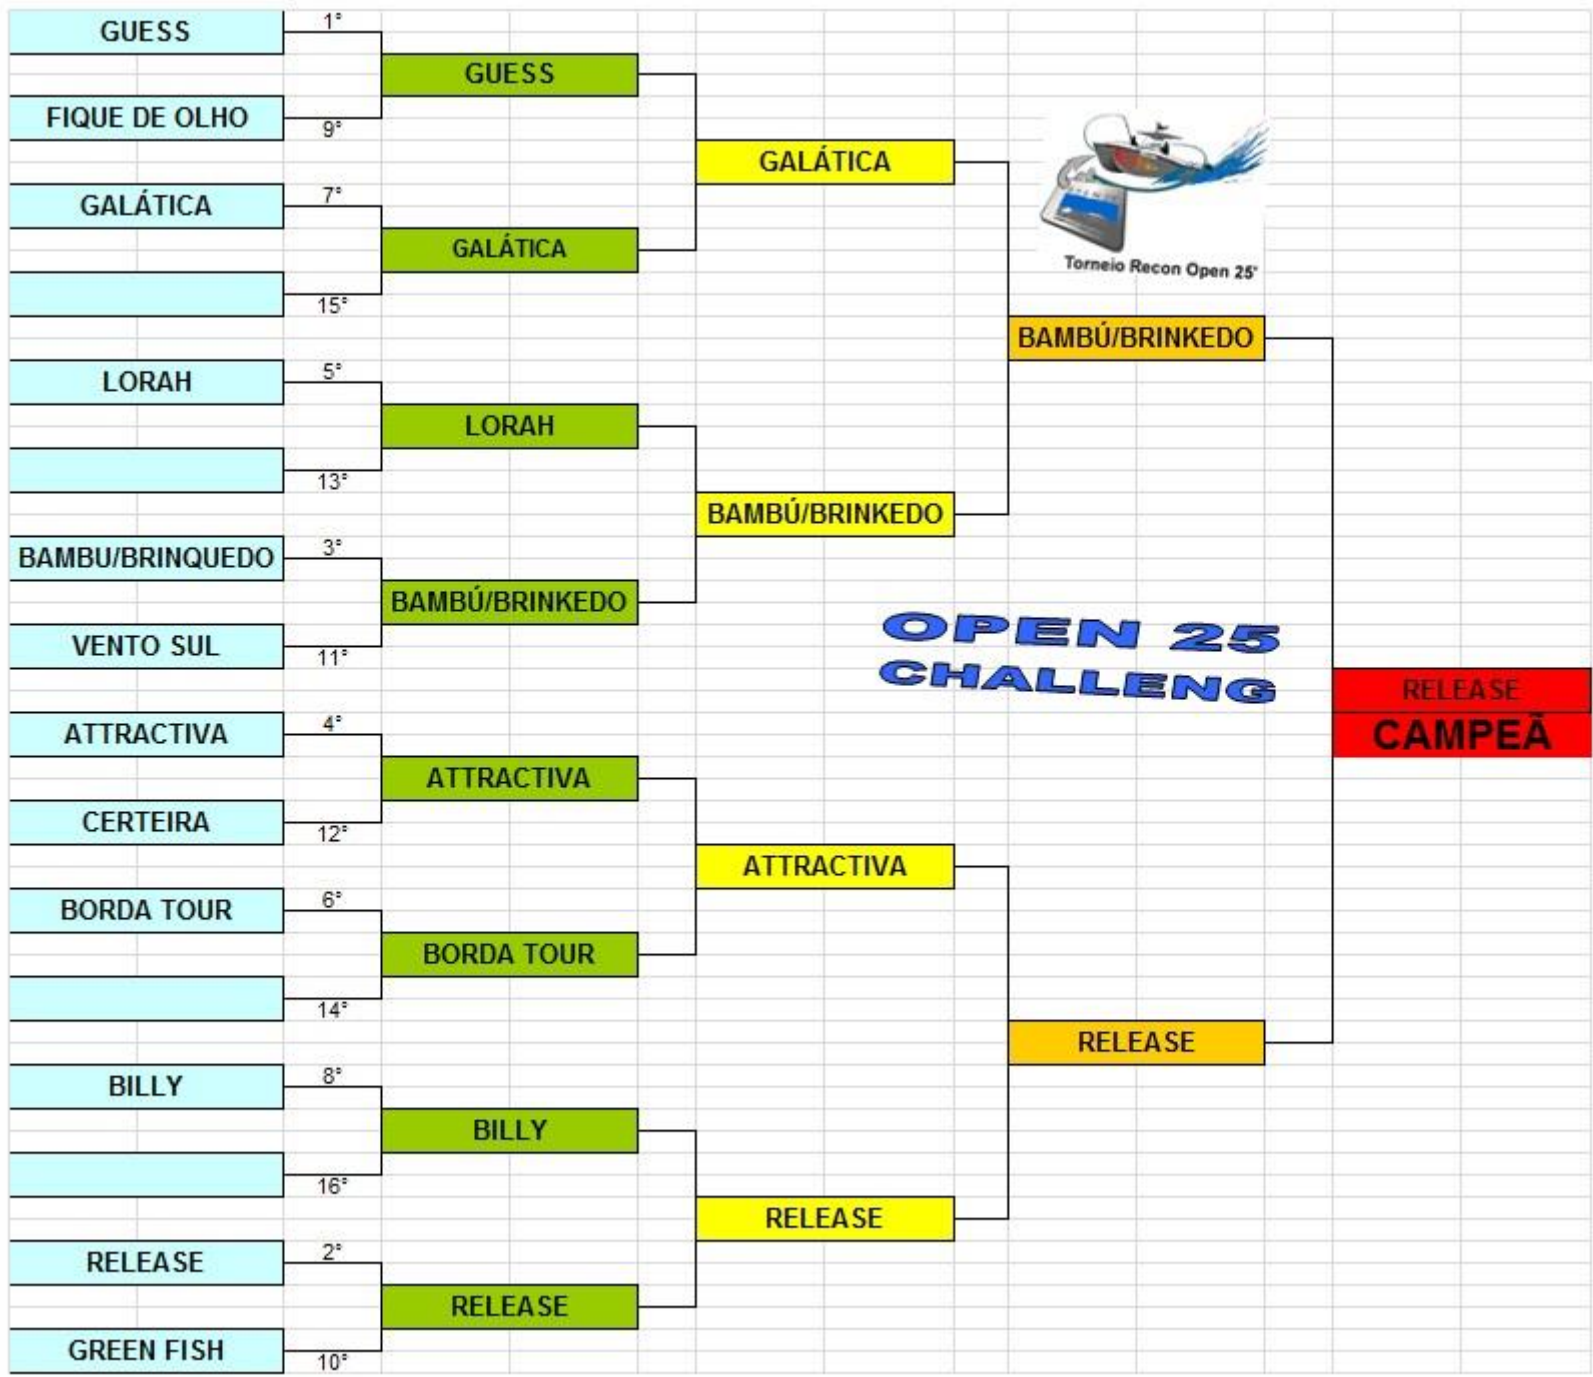 GUESS
1°
GUESS
FIQUE DE OLHO
9°
GALÁTICA
GALÁTICA
7°
GALÁTICA
15°
Torneio Recon Open 25'
BAMBÚ/BRINKEDO
LORAH
5°
LORAH
13°
BAMBÚ/BRINKEDO
BAMBU/BRINQUEDO
3°
BAMBÚ/BRINKEDO
VENTO SUL
11°
OPEN 25
CHALLENG
RELEASE
CAMPEÃ
ATTRACTIVA
4°
ATTRACTIVA
CERTEIRA
12°
ATTRACTIVA
BORDA TOUR
6°
BORDA TOUR
14°
RELEASE
BILLY
8°
BILLY
16°
RELEASE
RELEASE
2°
RELEASE
GREEN FISH
10°